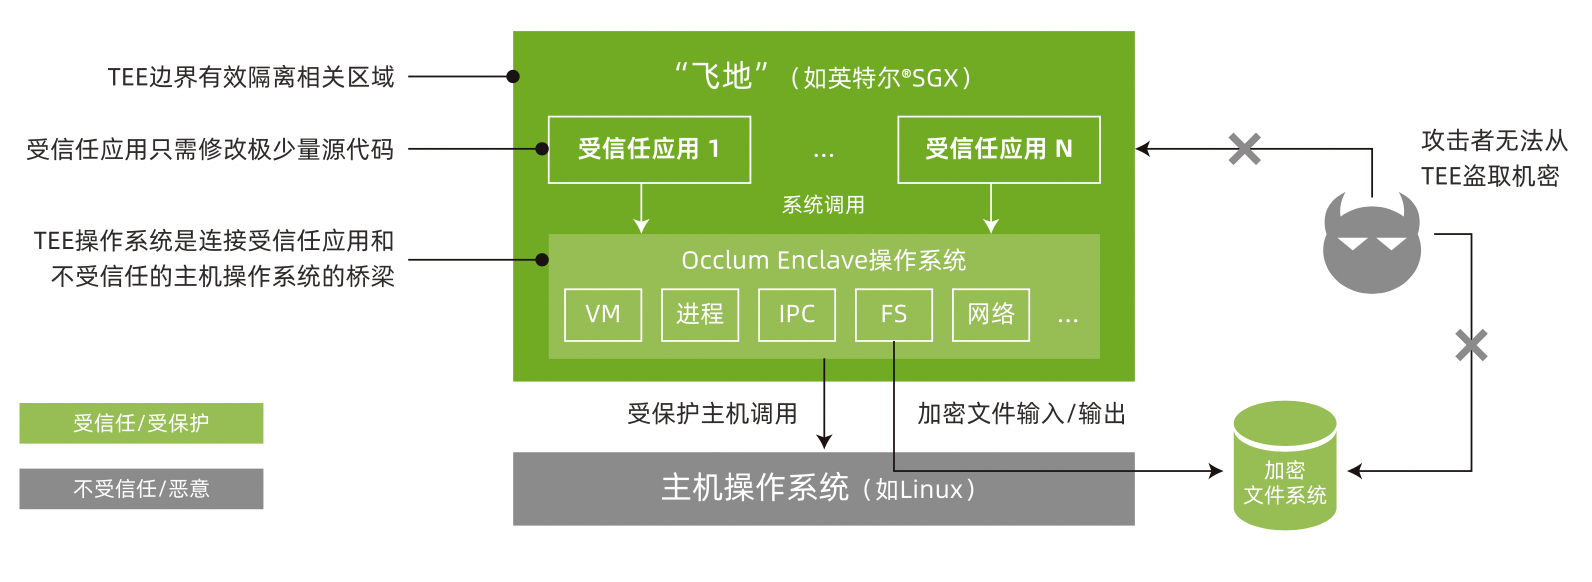 TEE边界有效隔离相关区域
受信任应用只需修改极少量源代码
TEE操作系统是连接受信任应用和
不受信任的主机操作系统的桥梁
“飞地”（如英特尔®SGX）
受信任应用 1
...
受信任应用 N
系统调用
Occlum Enclave操作系统
VM
进程
IPC
FS
网络
...
攻击者无法从
TEE盗取机密
受保护主机调用
加密文件输入/输出
主机操作系统（如Linux）
加密
文件系统
受信任/受保护
不受信任/恶意